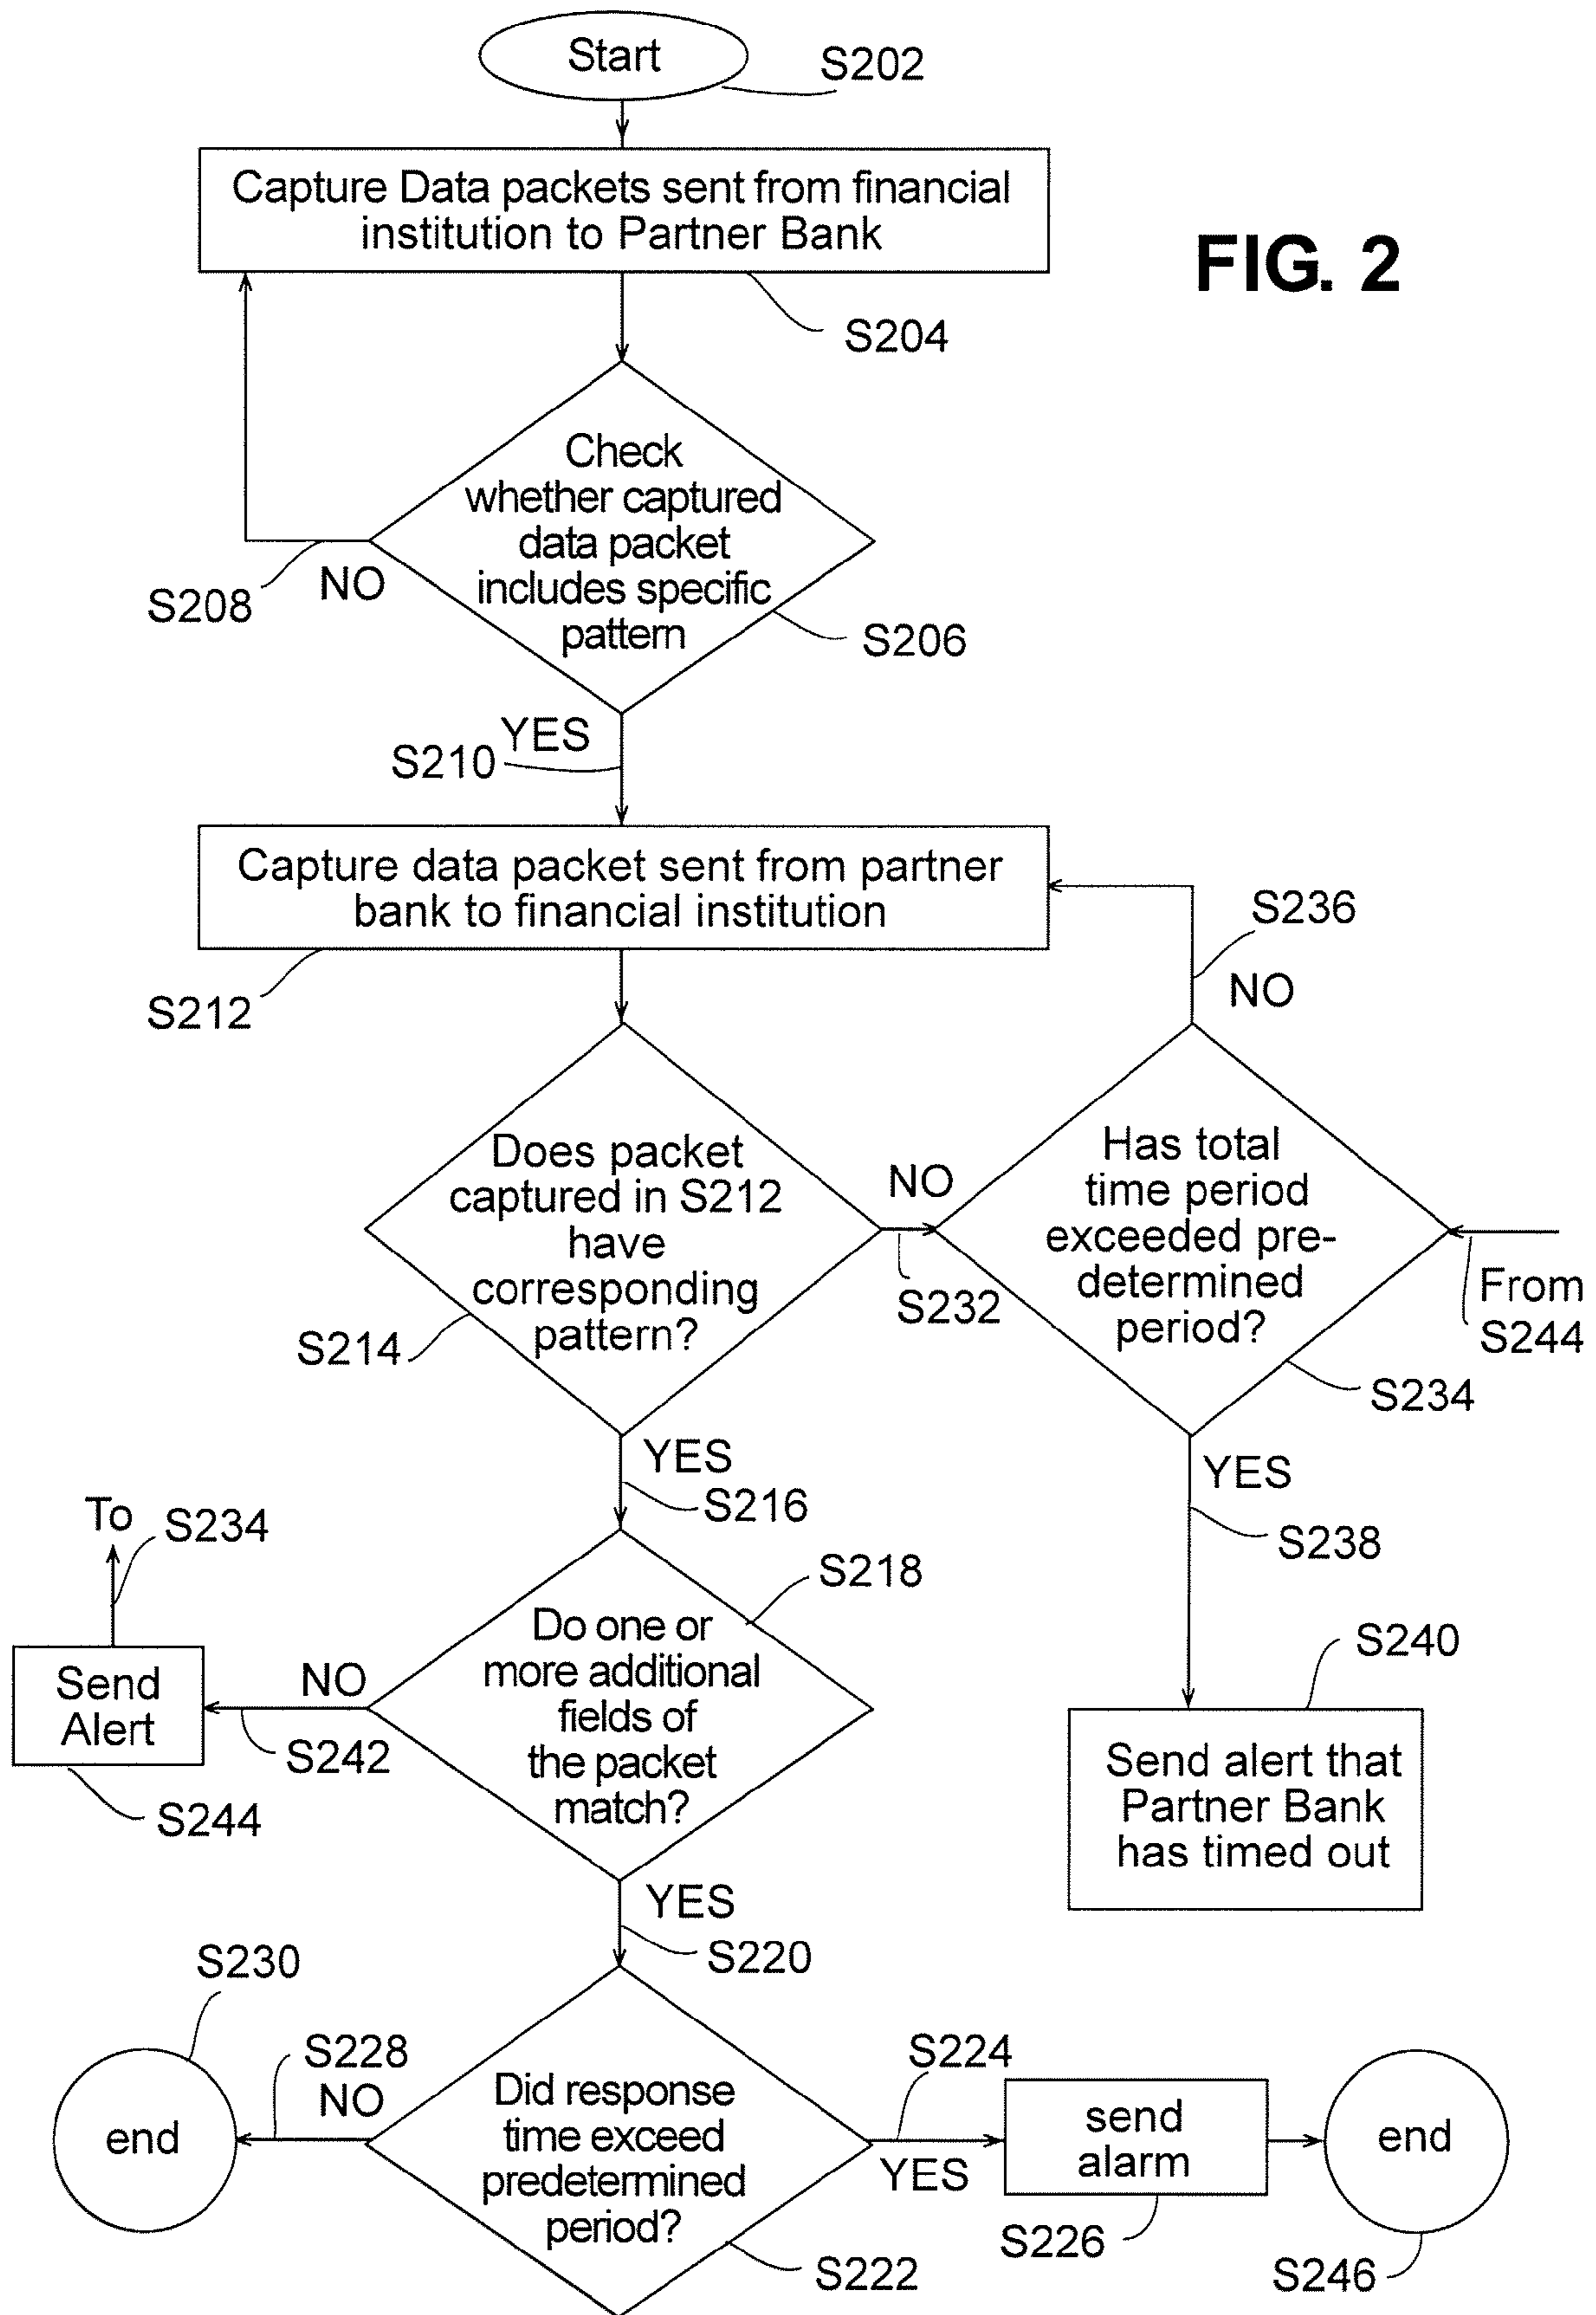 Start
S202
Capture Data packets sent from financial
institution to Partner Bank
FIG. 2
S204
Check
whether captured
data packet
includes specific
pattern
S208
NO
S206
YES
S210
Capture data packet sent from partner
bank to financial institution
S236
NO
S212
Does packet
captured in S212
have
corresponding
pattern?
NO
S232
Has total
time period
exceeded pre-
determined
period?
From
S244
S214
S234
YES
S216
YES
S238
To
S234
S218
Do one or
more additional
fields of
the packet
match?
NO
S242
Send
Alert
S244
S240
Send alert that
Partner Bank
has timed out
YES
S220
S230
end
S228
NO
Did response
time exceed
predetermined
period?
S222
S224
YES
send
alarm
S226
end
S246